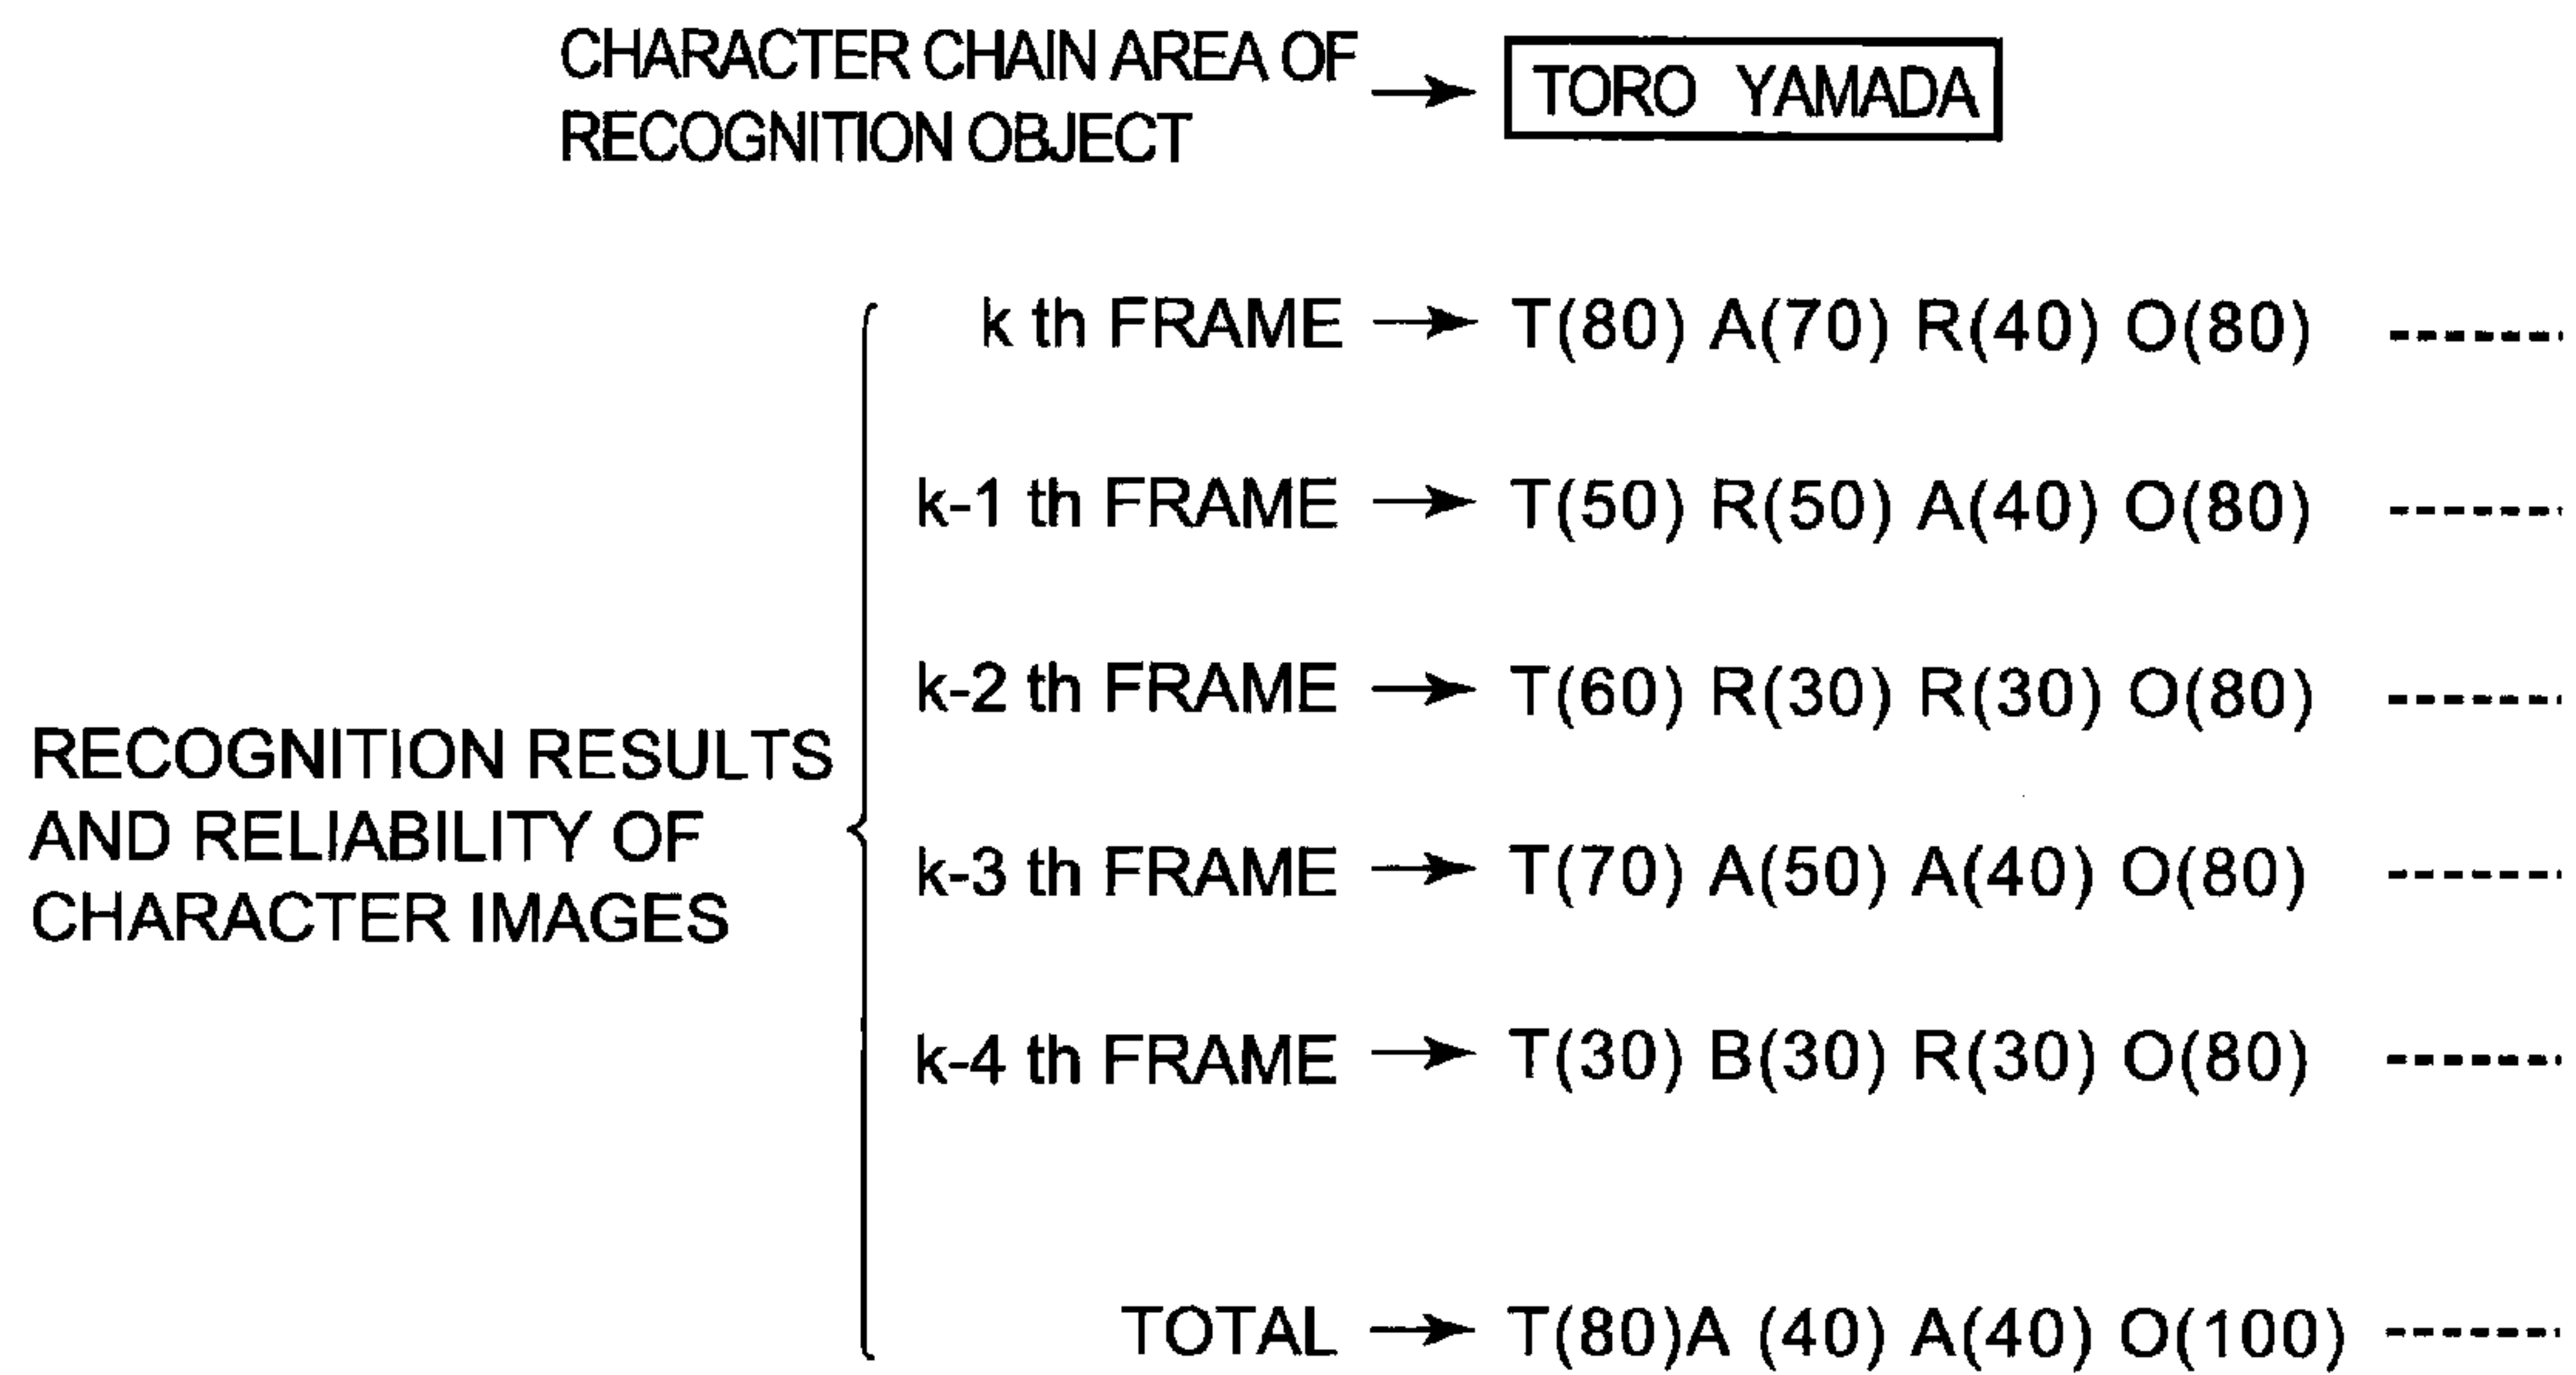 CHARACTER CHAIN AREA OF
RECOGNITION OBJECT
TORO YAMADA
k th FRAME → T(80) A(70) R(40) O(80) -------
k-1 th FRAME → T(50) R(50) A(40) O(80) -------
k-2 th FRAME → T(60) R(30) R(30) O(80) -------
k-3 th FRAME → T(70) A(50) A(40) O(80) -------
k-4 th FRAME → T(30) B(30) R(30) O(80) -------
TOTAL → T(80)A (40) A(40) O(100) -------
RECOGNITION RESULTS
AND RELIABILITY OF
CHARACTER IMAGES